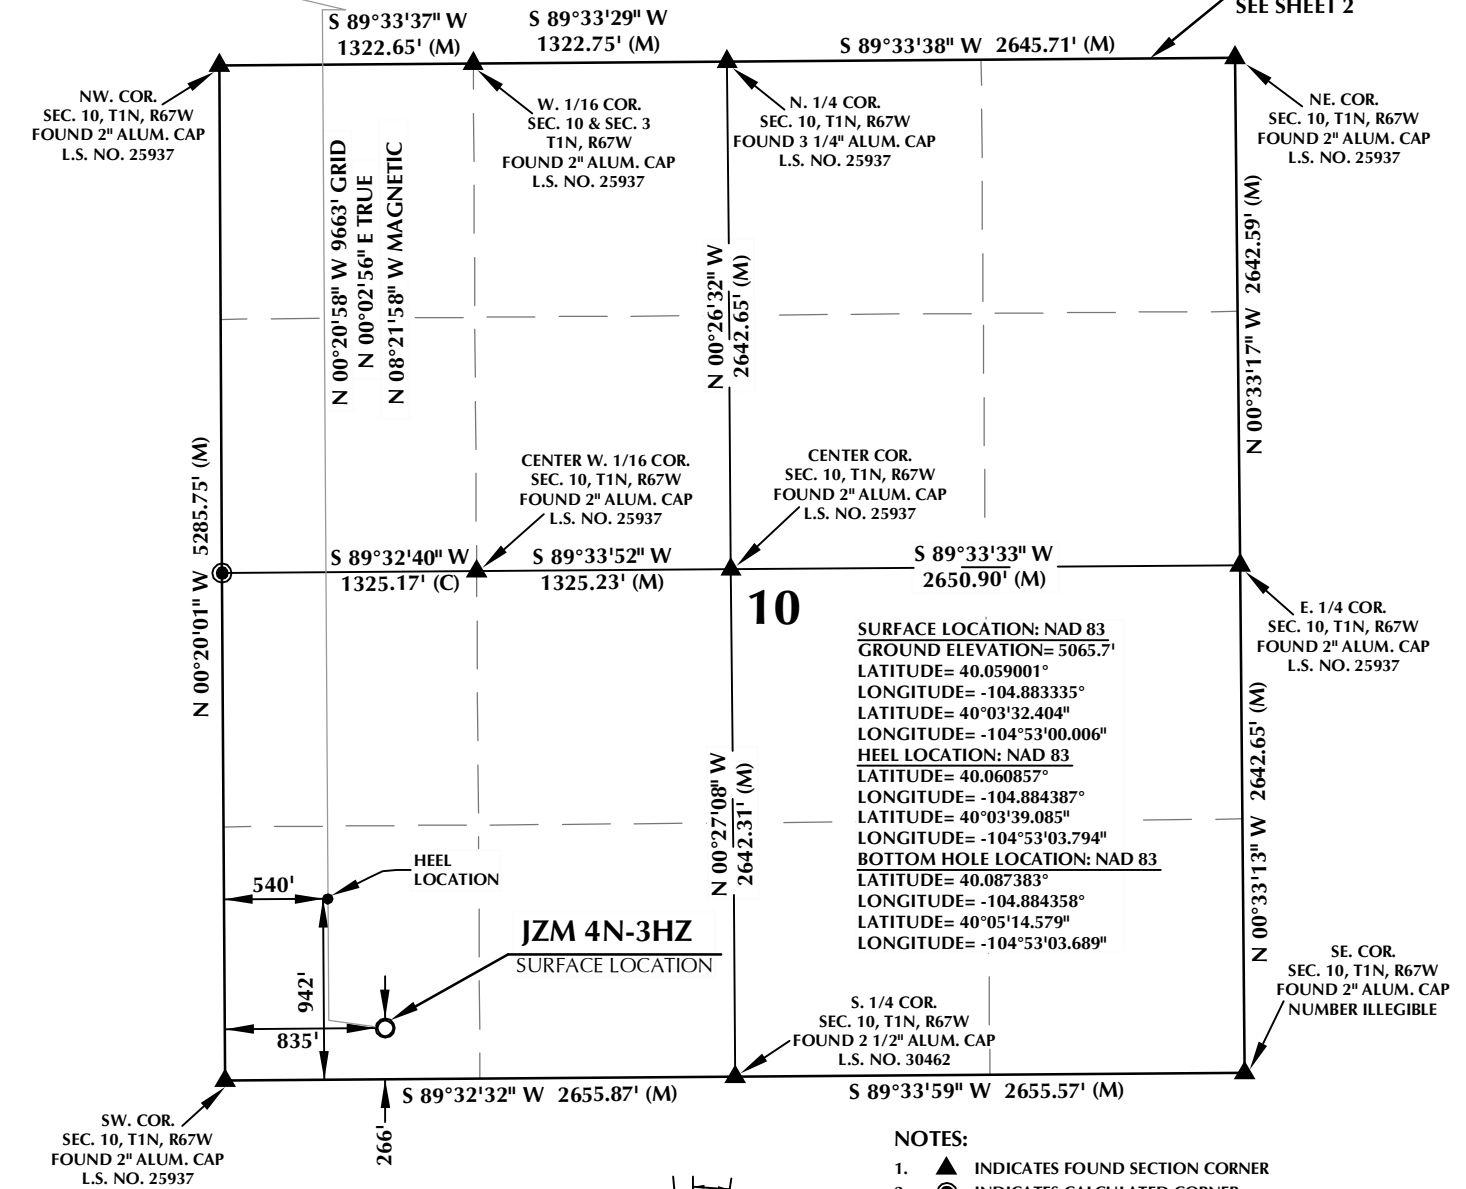 SEE SHEET 2
S 89°33'37" W
1322.65' (M)
S 89°33'29" W
1322.75' (M)
S 89°33'38" W 2645.71' (M)
NW. COR.
SEC. 10, T1N, R67W
FOUND 2" ALUM. CAP
L.S. NO. 25937
W. 1/16 COR.
SEC. 10 & SEC. 3
T1N, R67W
FOUND 2" ALUM. CAP
L.S. NO. 25937
N. 1/4 COR.
SEC. 10, T1N, R67W
FOUND 3 1/4" ALUM. CAP
L.S. NO. 25937
NE. COR.
SEC. 10, T1N, R67W
FOUND 2" ALUM. CAP
L.S. NO. 25937
N 00°20'58" W 9663' GRID
N 00°02'56" E TRUE
N 08°21'58" W MAGNETIC
N 00°26'32" W
2642.65' (M)
N 00°33'17" W 2642.59' (M)
N 00°20'01" W 5285.75' (M)
CENTER W. 1/16 COR.
SEC. 10, T1N, R67W
FOUND 2" ALUM. CAP
L.S. NO. 25937
CENTER COR.
SEC. 10, T1N, R67W
FOUND 2" ALUM. CAP
L.S. NO. 25937
S 89°32'40" W
1325.17' (C)
S 89°33'52" W
1325.23' (M)
S 89°33'33" W
2650.90' (M)
10
E. 1/4 COR.
SEC. 10, T1N, R67W
FOUND 2" ALUM. CAP
L.S. NO. 25937
SURFACE LOCATION: NAD 83
GROUND ELEVATION= 5065.7'
LATITUDE= 40.059001°
LONGITUDE= -104.883335°
LATITUDE= 40°03'32.404"
LONGITUDE= -104°53'00.006"
HEEL LOCATION: NAD 83
LATITUDE= 40.060857°
LONGITUDE= -104.884387°
LATITUDE= 40°03'39.085"
LONGITUDE= -104°53'03.794"
BOTTOM HOLE LOCATION: NAD 83
LATITUDE= 40.087383°
LONGITUDE= -104.884358°
LATITUDE= 40°05'14.579"
LONGITUDE= -104°53'03.689"
N 00°27'08" W
2642.31' (M)
N 00°33'13" W 2642.65' (M)
HEEL
LOCATION
540'
JZM 4N-3HZ
SURFACE LOCATION
942'
835'
S. 1/4 COR.
SEC. 10, T1N, R67W
FOUND 2 1/2" ALUM. CAP
L.S. NO. 30462
SE. COR.
SEC. 10, T1N, R67W
FOUND 2" ALUM. CAP
NUMBER ILLEGIBLE
S 89°32'32" W 2655.87' (M)
S 89°33'59" W 2655.57' (M)
266'
SW. COR.
SEC. 10, T1N, R67W
FOUND 2" ALUM. CAP
L.S. NO. 25937
NOTES:
1. INDICATES FOUND SECTION CORNER
INDICATES CALCULATED CORNER